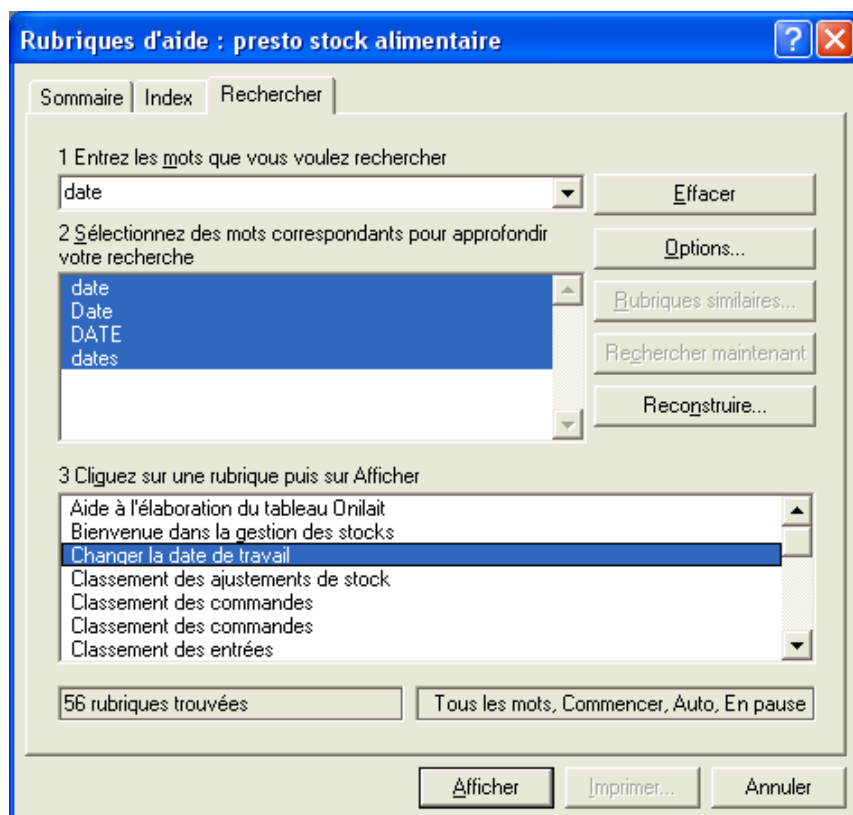 Rubriques d'aide : presto stock alimentaire
Sommaire Index Rechercher
1 Entrez les mots que vous voulez rechercher
date
Effacer
2 Sélectionnez des mots correspondants pour approfondir
votre recherche
Options...
date
Date
DATE
dates
Rubriques similaires...
Rechercher maintenant
Reconstruire...
3 Cliquez sur une rubrique puis sur Afficher
Aide à l'élaboration du tableau Onilait
Bienvenue dans la gestion des stocks
Changer la date de travail
Classement des ajustements de stock
Classement des commandes
Classement des commandes
Classement des entrées
56 rubriques trouvées
Tous les mots, Commencer, Auto, En pause
Afficher Imprimer... Annuler